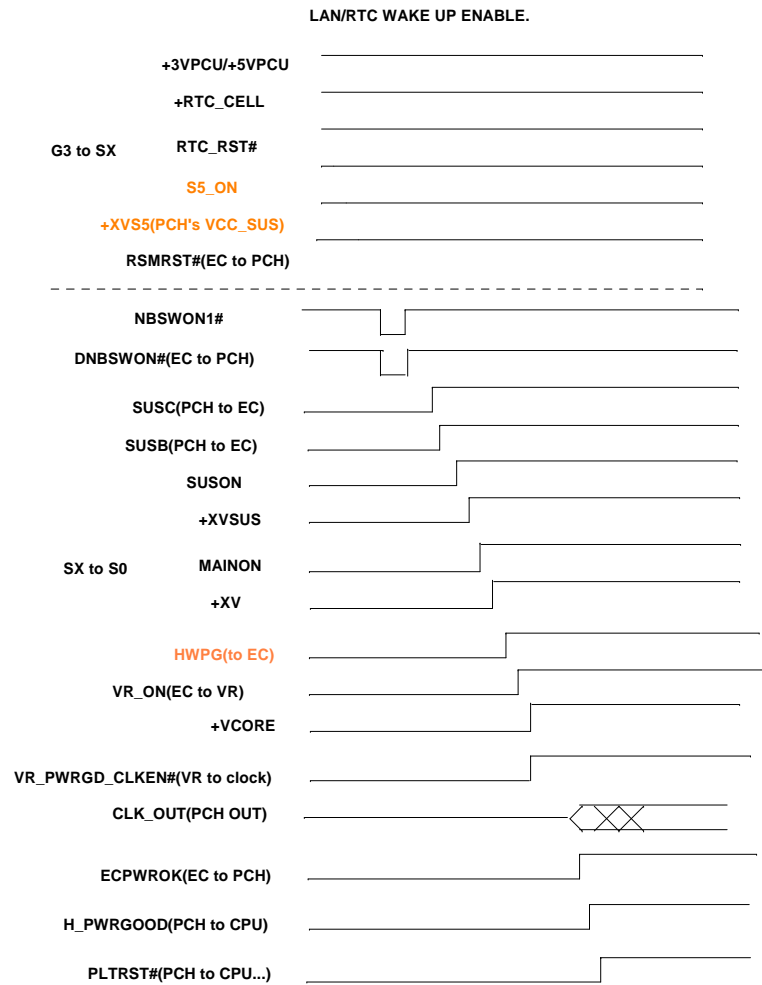 LAN/RTC WAKE UP ENABLE.
+3VPCU/+5VPCU
+RTC_CELL
G3 to SX
RTC_RST#
S5_ON
+XVS5(PCH's VCC_SUS)
RSMRST#(EC to PCH)
NBSWON1#
DNBSWON#(EC to PCH)
SUSC(PCH to EC)
SUSB(PCH to EC)
SUSON
+XVSUS
SX to S0
MAINON
+XV
HWPG(to EC)
VR_ON(EC to VR)
+VCORE
VR_PWRGD_CLKEN#(VR to clock)
CLK_OUT(PCH OUT)
ECPWROK(EC to PCH)
H_PWRGOOD(PCH to CPU)
PLTRST#(PCH to CPU...)